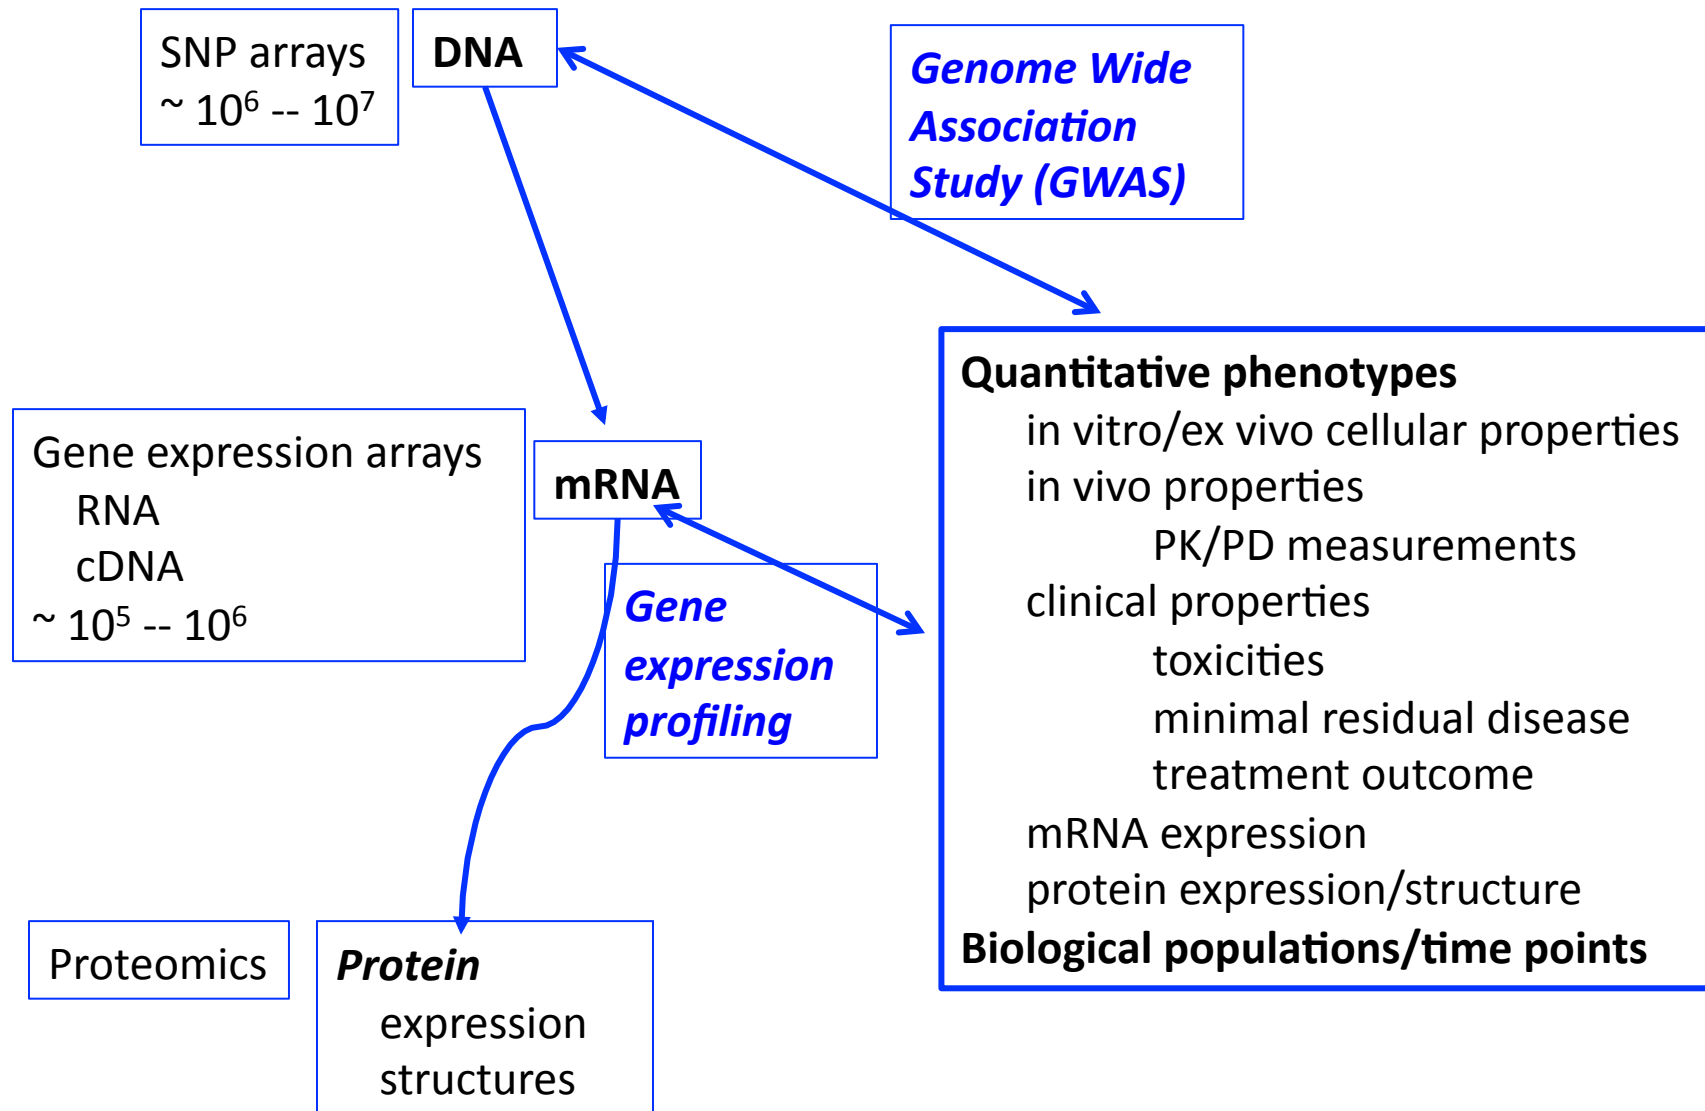 SNP arrays
~ 10⁶ -- 10⁷
DNA
Genome Wide
Association
Study (GWAS)
Gene expression arrays
RNA
cDNA
~ 10⁵ -- 10⁶
mRNA
Gene
expression
profiling
Quantitative phenotypes
in vitro/ex vivo cellular properties
in vivo properties
PK/PD measurements
clinical properties
toxicities
minimal residual disease
treatment outcome
mRNA expression
protein expression/structure
Biological populations/time points
Proteomics
Protein
expression
structures